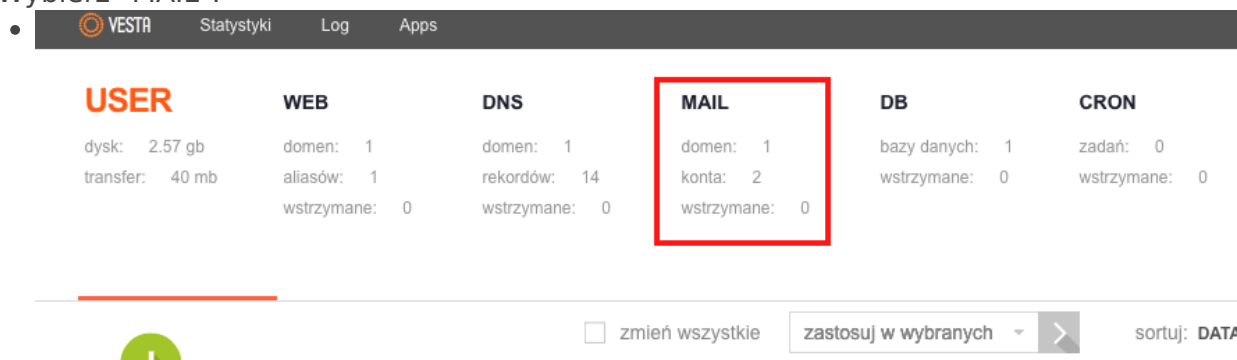 VESTA Statystyki Log Apps
USER WEB DNS MAIL DB CRON
dysk: 2.57 gb domen: 1 domen: 1 domen: 1 bazy danych: 1 zadań: 0
transfer: 40 mb aliasów: 1 rekordów: 14 konta: 2 wstrzymane: 0 wstrzymane: 0
wstrzymane: 0 wstrzymane: 0 wstrzymane: 0
zmień wszystkie zastosuj w wybranych sortuj: DATA